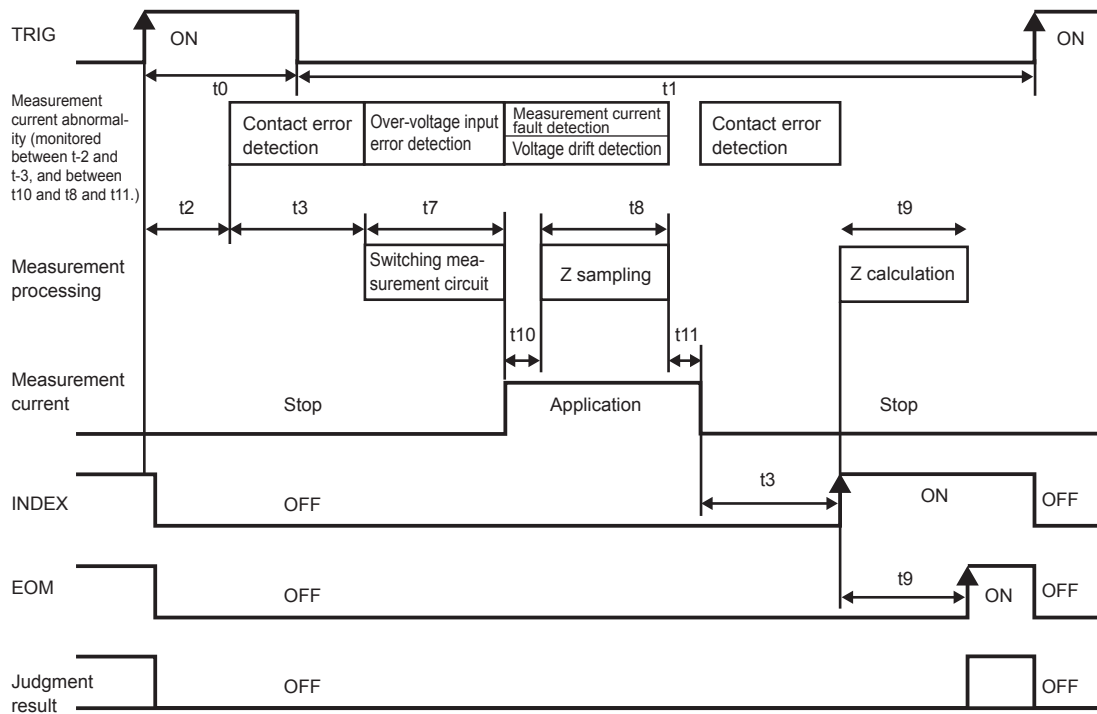 TRIG
ON
ON
t0
t1
Measurement
current abnormal-
ity (monitored
between t-2 and
t-3, and between
t10 and t8 and t11.)
Contact error
detection
Over-voltage input
error detection
Measurement current
fault detection
Voltage drift detection
Contact error
detection
t2
t3
t7
t8
t9
Measurement
processing
Switching mea-
surement circuit
Z sampling
Z calculation
t10
t11
Measurement
current
Stop
Application
Stop
t3
INDEX
OFF
ON
OFF
t9
EOM
OFF
ON
OFF
Judgment
result
OFF
OFF